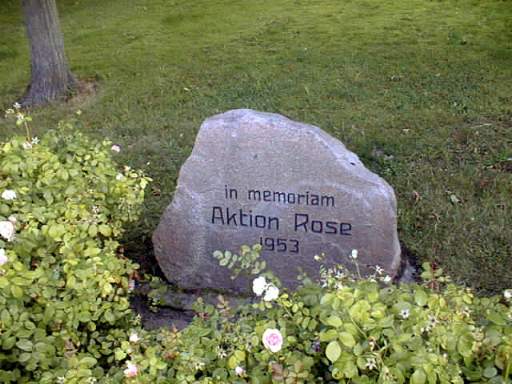 in memoriam
Aktion Rose
1953